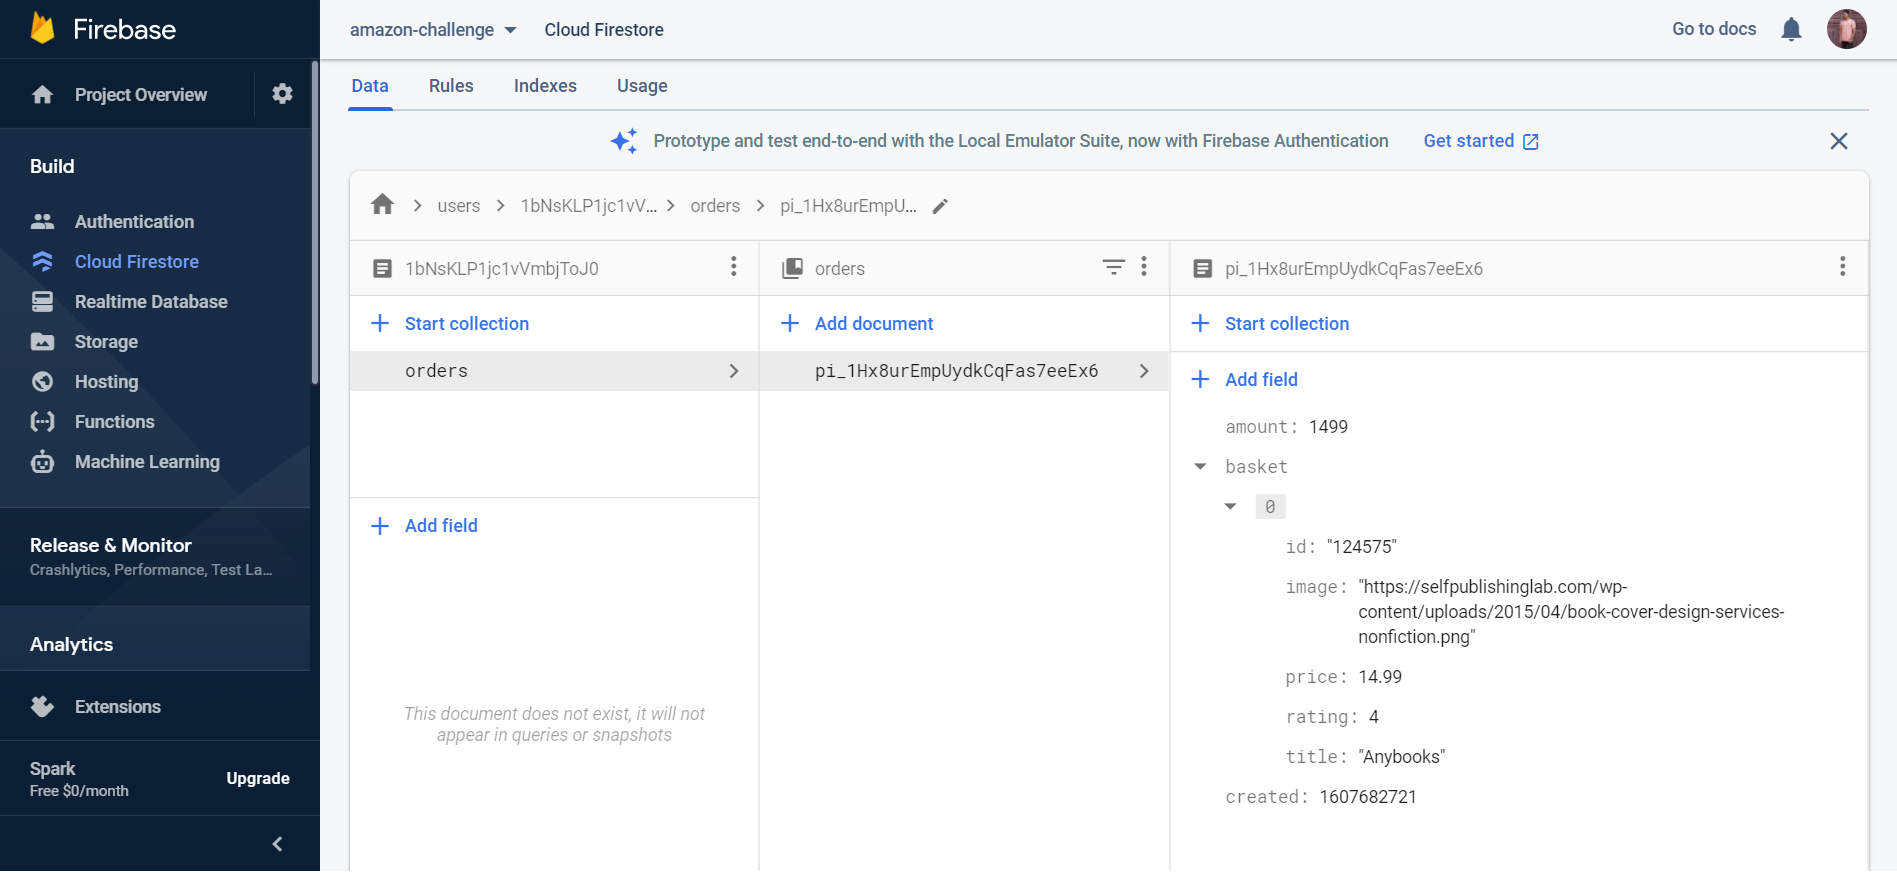 Firebase
Project Overview
Build
Authentication
Cloud Firestore
Realtime Database
Storage
Hosting
Functions
Machine Learning
Release & Monitor
Crashlytics, Performance, Test La...
Analytics
Extensions
Spark
Free $0/month
Upgrade
amazon-challenge
Cloud Firestore
Go to docs
Data Rules Indexes Usage
Prototype and test end-to-end with the Local Emulator Suite, now with Firebase Authentication Get started
users 1bNsKLP1jc1vV... orders pi_1Hx8urEmpU...
1bNsKLP1jc1vVmbjToJ0
Start collection
orders
Add field
This document does not exist, it will not
appear in queries or snapshots
orders
Add document
pi_1Hx8urEmpUydkCqFas7eeEx6
pi_1Hx8urEmpUydkCqFas7eeEx6
Start collection
Add field
amount: 1499
basket
0
id: "124575"
image: "https://selfpublishinglab.com/wp-
content/uploads/2015/04/book-cover-design-services-
nonfiction.png"
price: 14.99
rating: 4
title: "Anybooks"
created: 1607682721